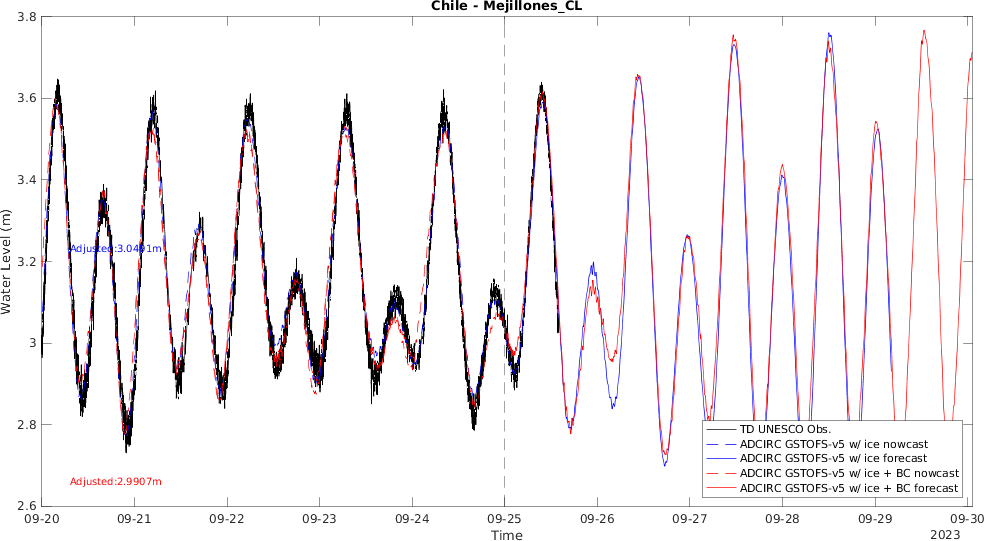 Chile - Mejillones_CL
Water Level (m)
3.8
3.6
3.4
3.2
3
2.8
2.6
Adjusted:3.0491m
Adjusted:2.9907m
TD UNESCO Obs.
ADCIRC GSTOFS-v5 w/ ice nowcast
ADCIRC GSTOFS-v5 w/ ice forecast
ADCIRC GSTOFS-v5 w/ ice + BC nowcast
ADCIRC GSTOFS-v5 w/ ice + BC forecast
09-20 09-21 09-22 09-23 09-24 09-25 09-26 09-27 09-28 09-29 09-30
Time
2023